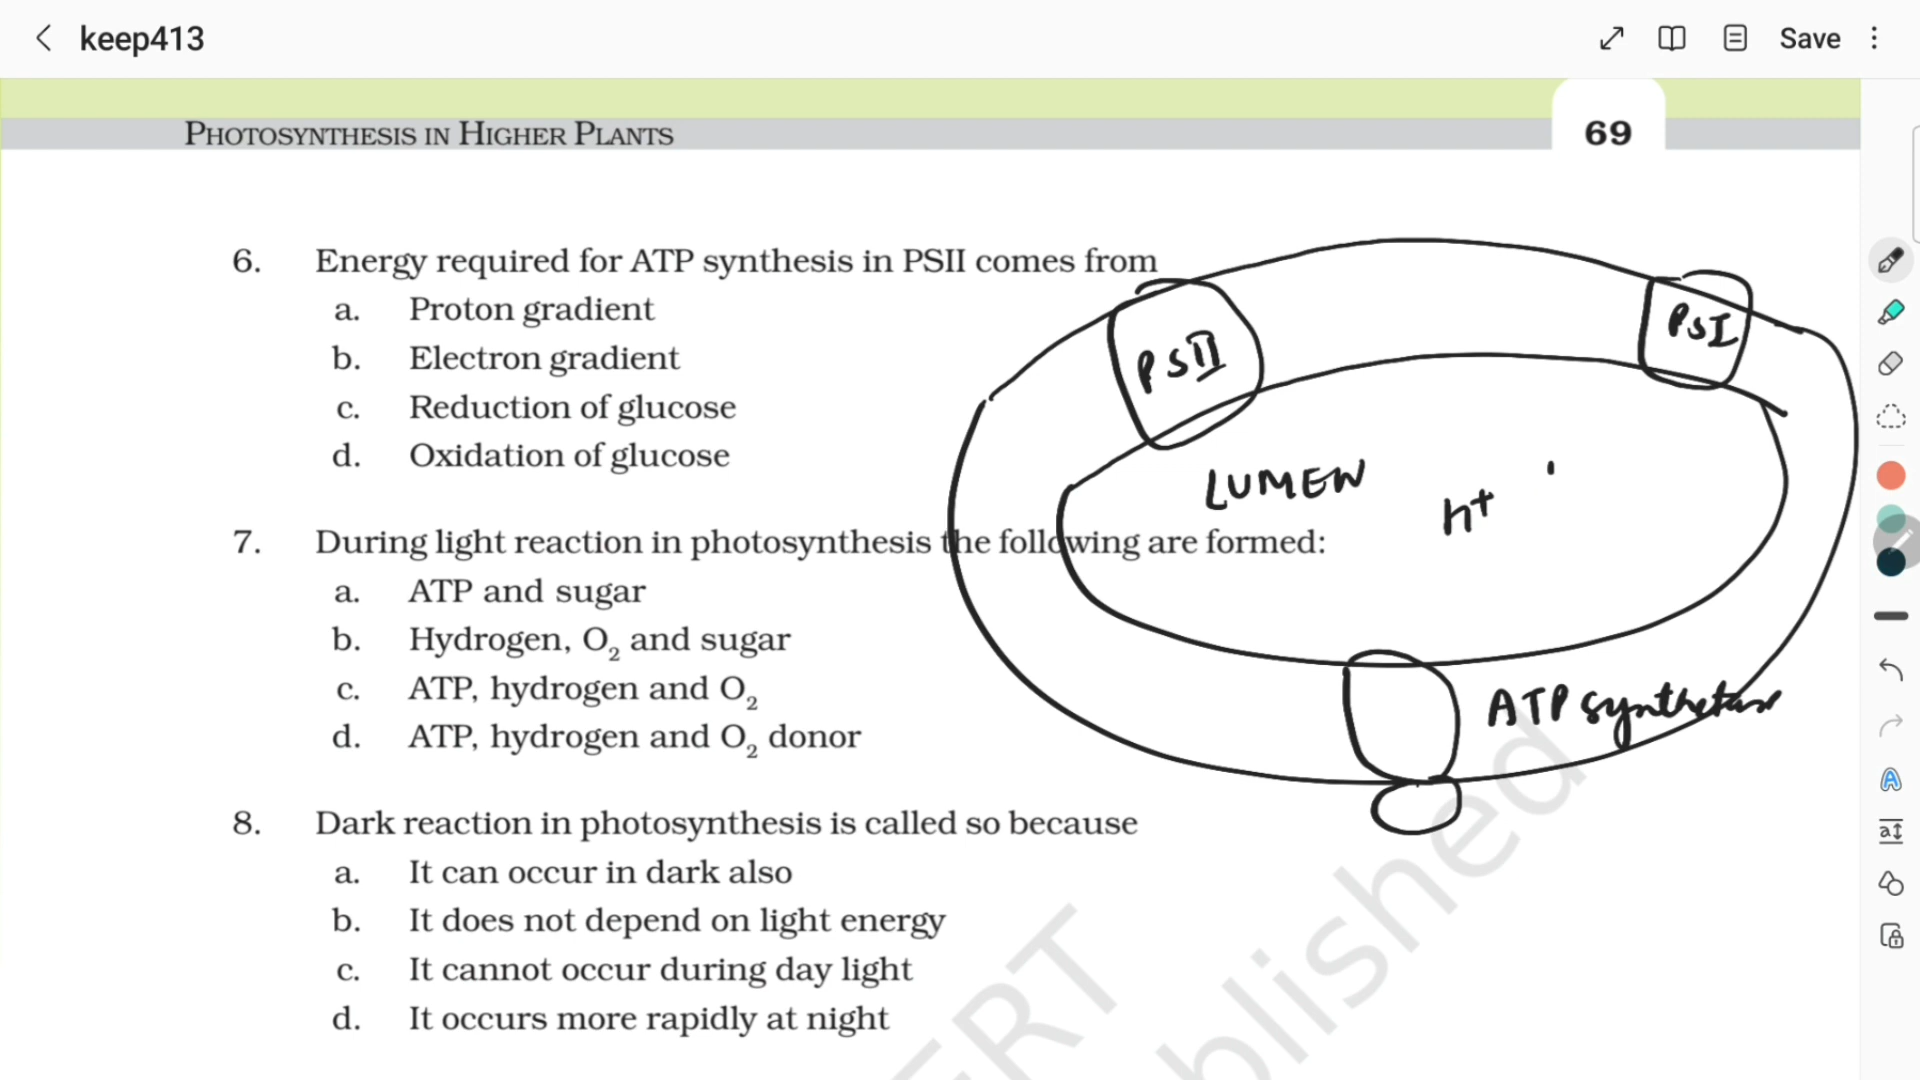 keep413
Save
PHOTOSYNTHESIS IN HIGHER PLANTS
69
6. Energy required for ATP synthesis in PSII comes from
a. Proton gradient
b. Electron gradient
c. Reduction of glucose
d. Oxidation of glucose
PSII
PSI
LUMEN
H+
7. During light reaction in photosynthesis the following are formed:
a. ATP and sugar
b. Hydrogen, O2 and sugar
c. ATP, hydrogen and O2
d. ATP, hydrogen and O2 donor
ATP synthetase
8. Dark reaction in photosynthesis is called so because
a. It can occur in dark also
b. It does not depend on light energy
c. It cannot occur during day light
d. It occurs more rapidly at night